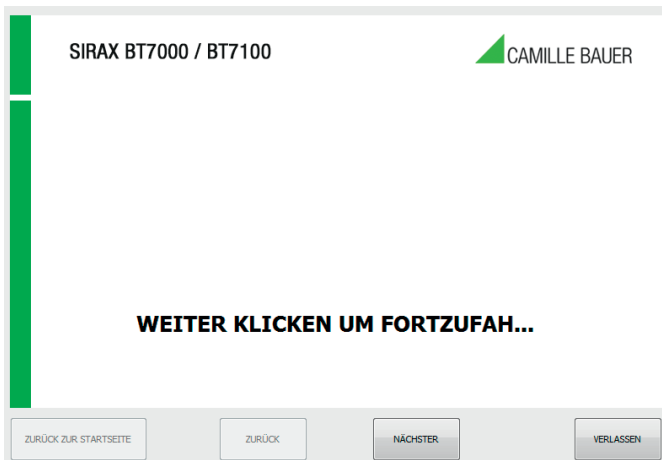 SIRAX BT7000 / BT7100
CAMILLE BAUER
WEITER KLICKEN UM FORTZUFAH...
ZURÜCK ZUR STARTSEITE
ZURÜCK
NÄCHSTER
VERLASSEN